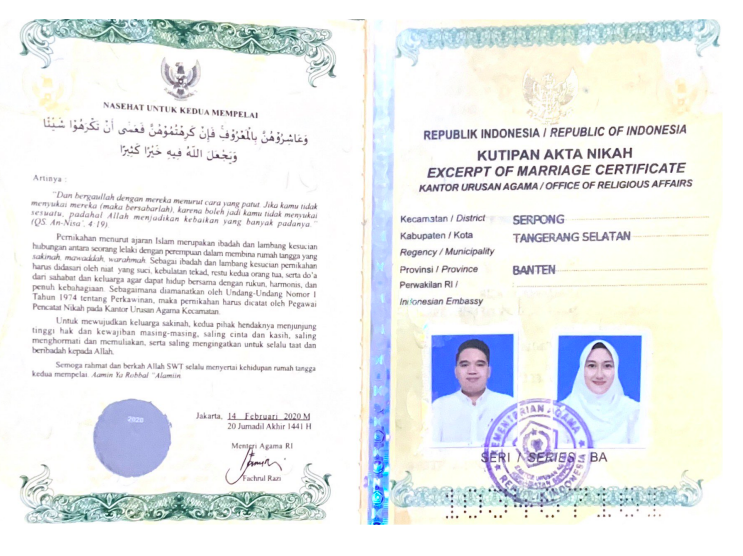 NASEHAT UNTUK KEDUA MEMPELAI
وَعَاشِرُوْهُنَّ بِالْمَعْرُوْفِ فَإِنْ كَرِهْتُمُوْهُنَّ فَعَسَى أَنْ تَكْرَهُوْا شَيْئًا
وَيَجْعَلَ اللّٰهُ فِيْهِ خَيْرًا كَثِيْرًا
Artinya :
"Dan bergaullah dengan mereka menurut cara yang patut. Jika kamu tidak
menyukai mereka (maka bersabarlah), karena boleh jadi kamu tidak menyukai
sesuatu, padahal Allah menjadikan kebaikan yang banyak padanya."
(QS. An-Nisa', 4:19).
Pernikahan menurut ajaran Islam merupakan ibadah dan lambang kesucian
hubungan antara seorang lelaki dengan perempuan dalam membina rumah tangga yang
sakinah, mawaddah, warahmah. Sebagai ibadah dan lambang kesucian pernikahan
harus didasari oleh niat yang suci, kebulatan tekad, restu kedua orang tua, serta do'a
dari sahabat dan keluarga agar dapat hidup bersama dengan rukun, harmonis, dan
penuh kebahagiaan. Sebagaimana diamanatkan oleh Undang-Undang Nomor 1
Tahun 1974 tentang Perkawinan, maka pernikahan harus dicatat oleh Pegawai
Pencatat Nikah pada Kantor Urusan Agama Kecamatan.
Untuk mewujudkan keluarga sakinah, kedua pihak hendaknya menjunjung
tinggi hak dan kewajiban masing-masing, saling cinta dan kasih, saling
menghormati dan memuliakan, serta saling mengingatkan untuk selalu taat dan
beribadah kepada Allah.
Semoga rahmat dan berkah Allah SWT selalu menyertai kehidupan rumah tangga
kedua mempelai. Aamin Ya Robbal 'Alamiin.
2020
Jakarta, 14 Februari 2020 M
20 Jumadil Akhir 1441 H
Menteri Agama RI
Fachrul Razi
REPUBLIK INDONESIA / REPUBLIC OF INDONESIA
KUTIPAN AKTA NIKAH
EXCERPT OF MARRIAGE CERTIFICATE
KANTOR URUSAN AGAMA / OFFICE OF RELIGIOUS AFFAIRS
Kecamatan / District SERPONG
Kabupaten / Kota TANGERANG SELATAN
Regency / Municipality
Provinsi / Province BANTEN
Perwakilan RI /
Indonesian Embassy
KEMENTERIAN AGAMA
REPUBLIK INDONESIA
SERI / SERIES BA